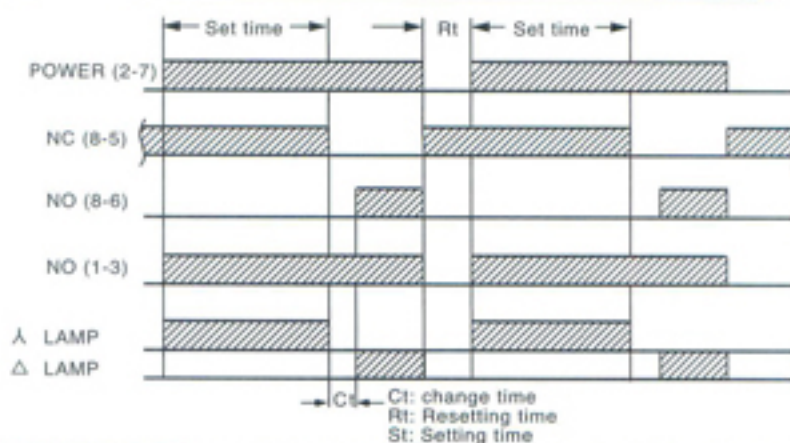 Set time Rt Set time
POWER (2-7)
NC (8-5)
NO (8-6)
NO (1-3)
⅄ LAMP
△ LAMP
Ct Ct: change time
Rt: Resetting time
St: Setting time